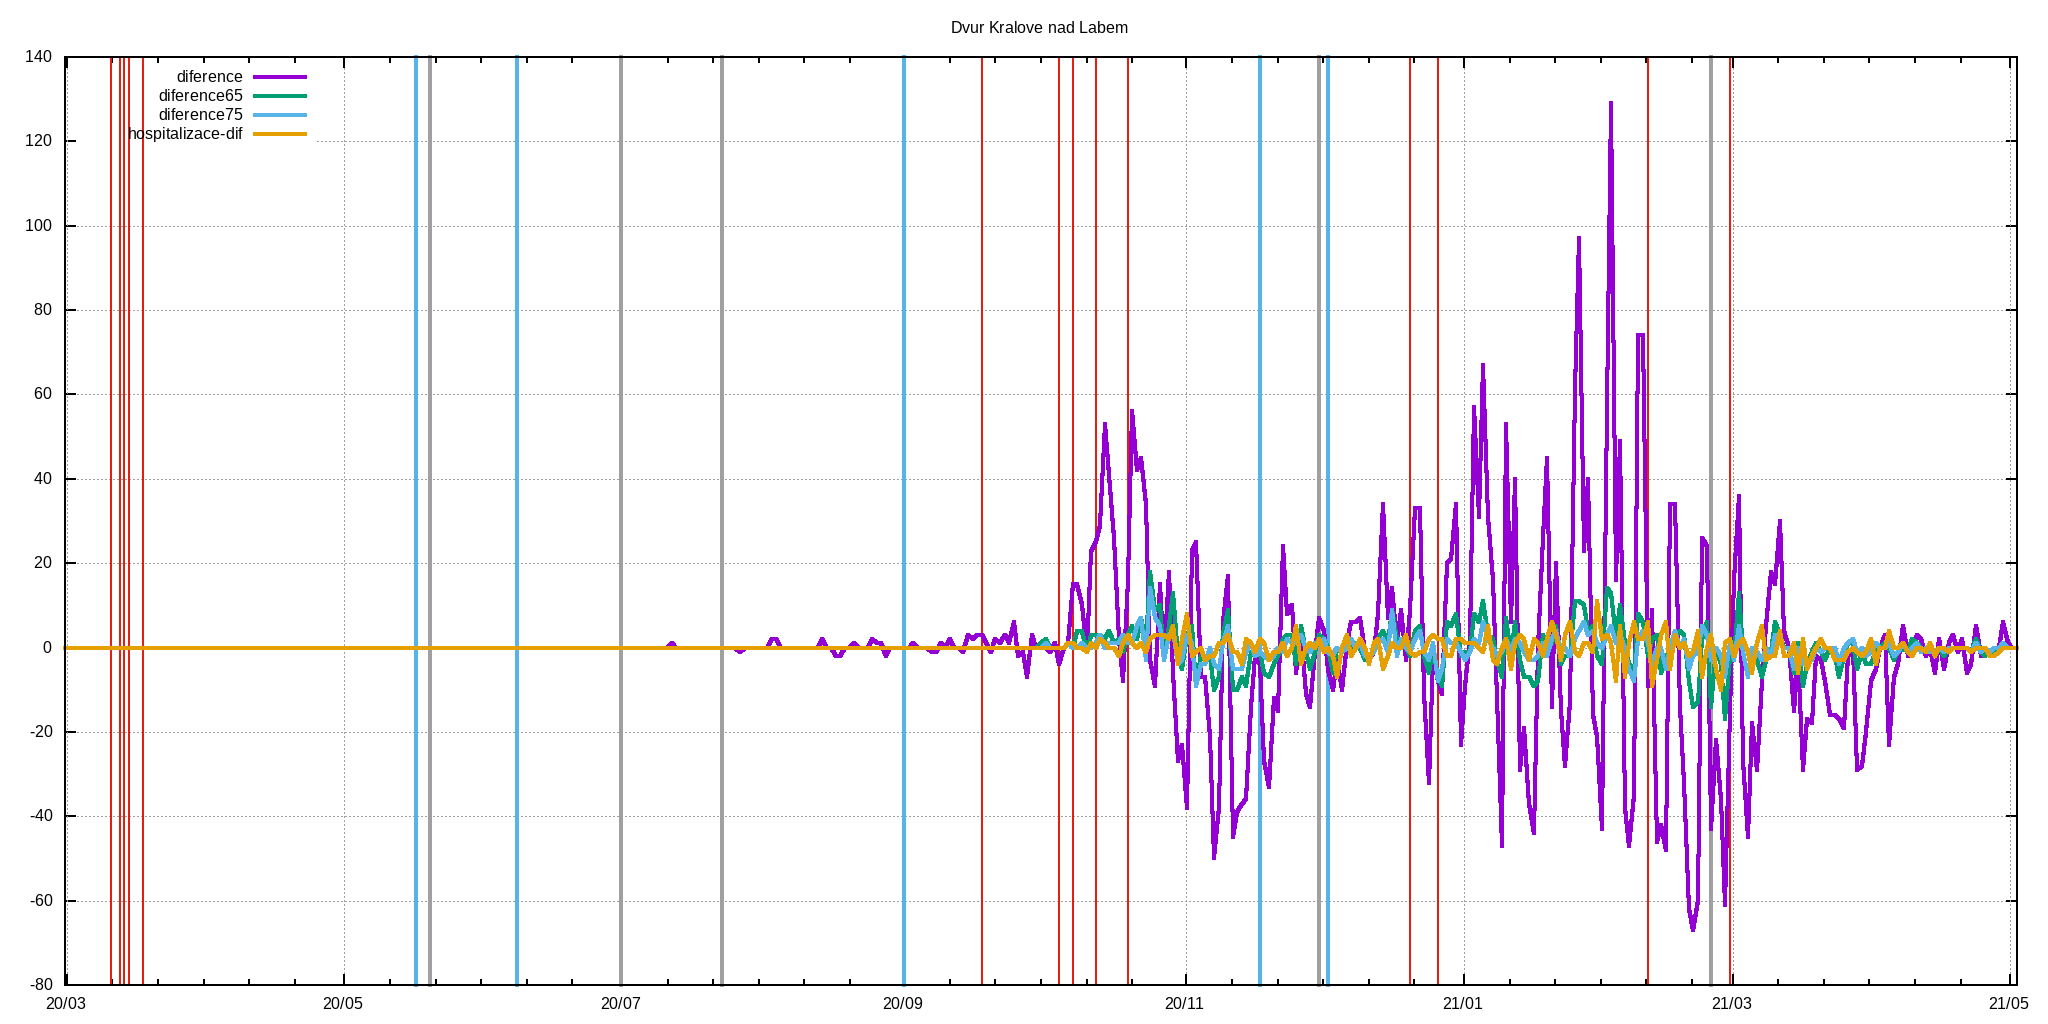 Dvur Kralove nad Labem
140
120
100
80
60
40
20
0
-20
-40
-60
-80
diference
diference65
diference75
hospitalizace-dif
20/03 20/05 20/07 20/09 20/11 21/01 21/03 21/05